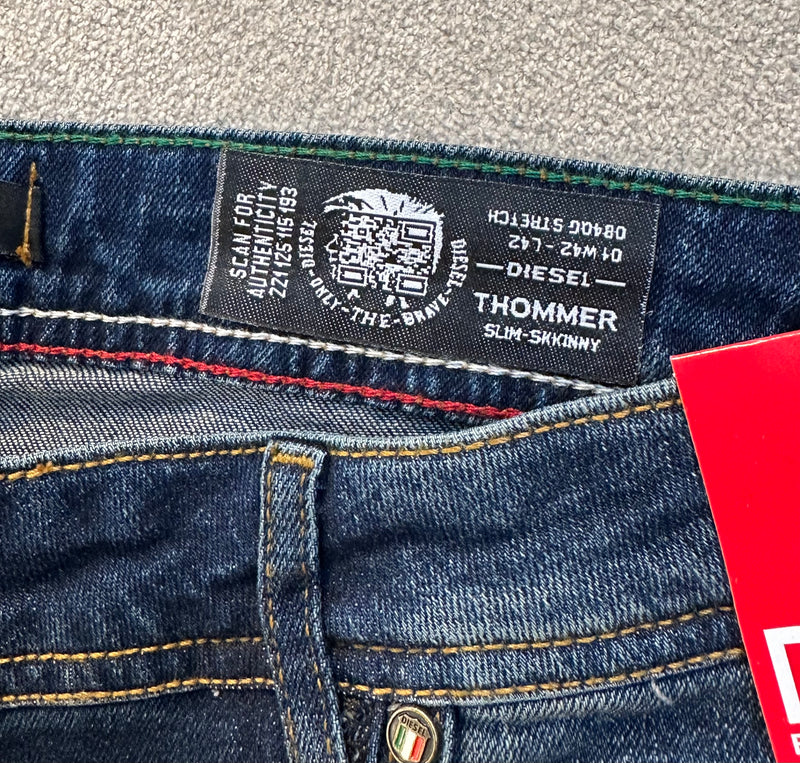 SCAN FOR
AUTHENTICITY
221 125 115 193
DIESEL
-ONLY-THE-BRAVE-
DIESEL
084QG STRETCH
01 W42 - L42
DIESEL
THOMMER
SLIM-SKKINNY
DIESEL